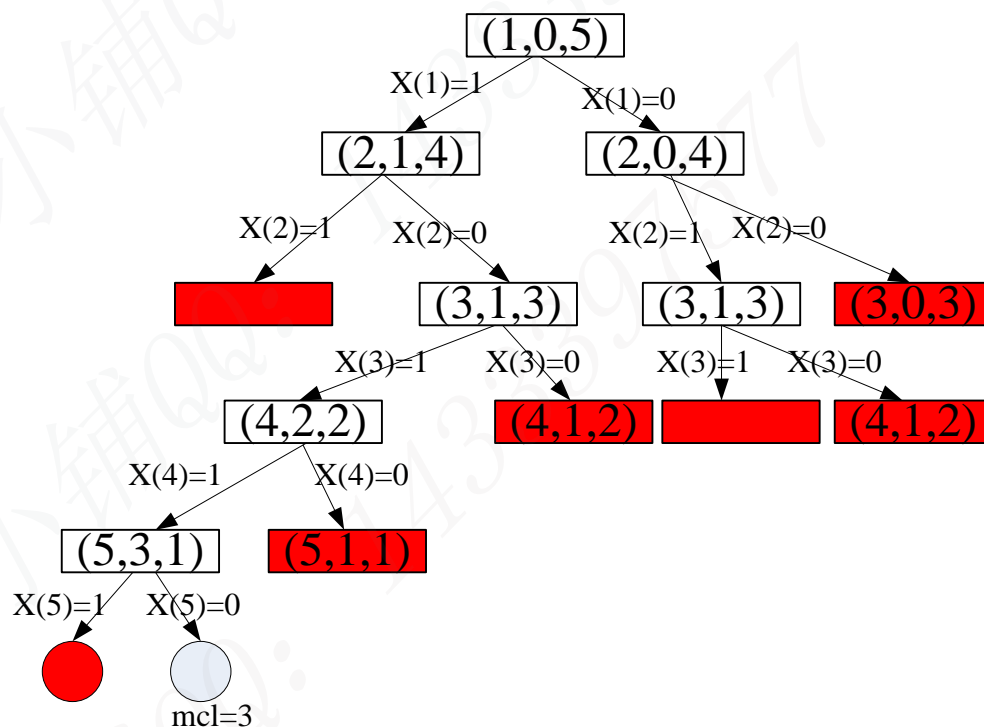 (1,0,5)
X(1)=1
X(1)=0
(2,1,4)
(2,0,4)
X(2)=1
X(2)=0
X(2)=1
X(2)=0
(3,1,3)
(3,1,3)
(3,0,3)
X(3)=1
X(3)=0
X(3)=1
X(3)=0
(4,2,2)
(4,1,2)
(4,1,2)
X(4)=1
X(4)=0
(5,3,1)
(5,1,1)
X(5)=1
X(5)=0
mcl=3